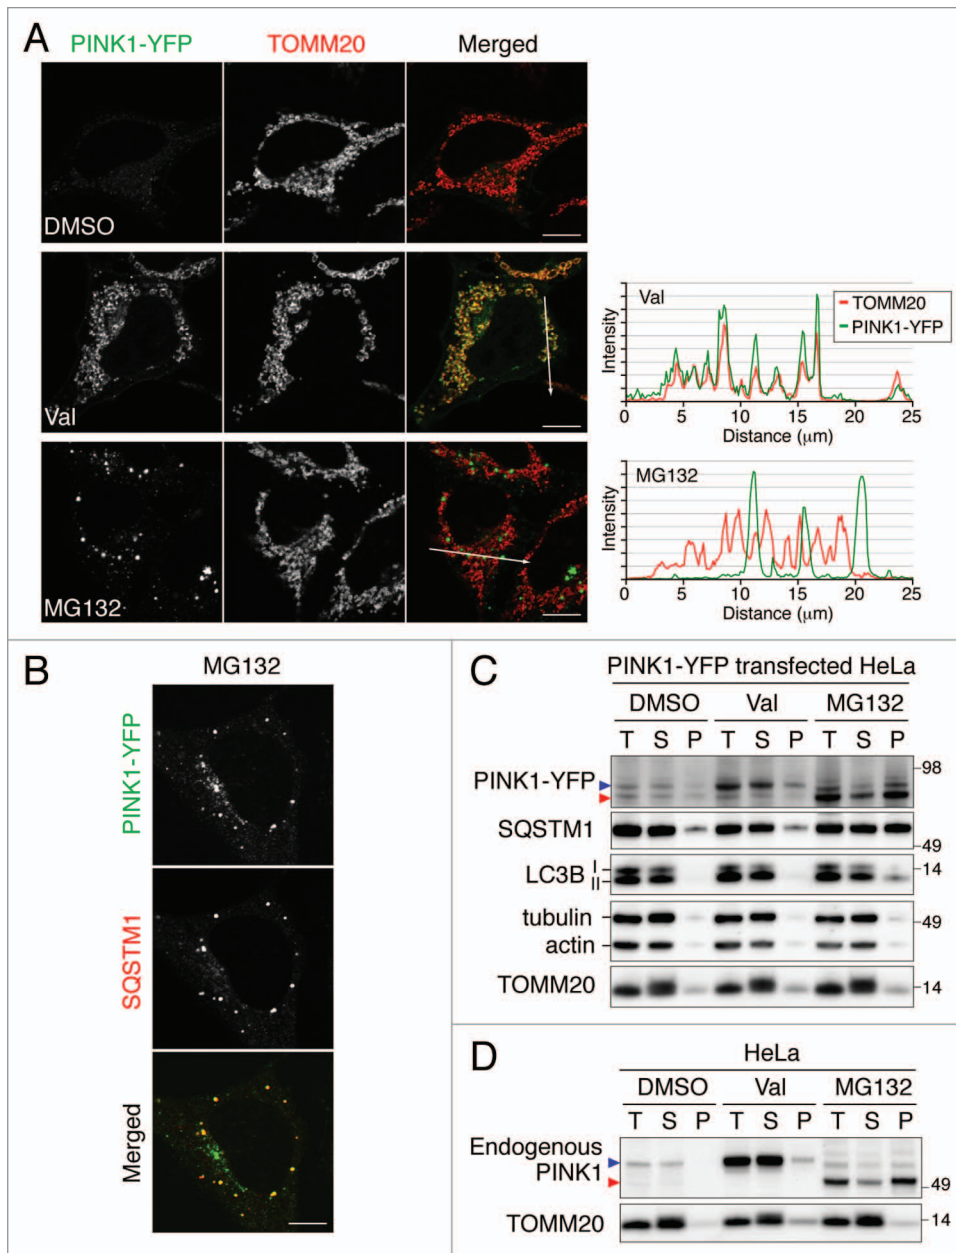 A
PINK1-YFP TOMM20 Merged
DMSO
Val
MG132
Val
TOMM20
PINK1-YFP
Intensity
0 5 10 15 20 25
Distance (μm)
MG132
Intensity
0 5 10 15 20 25
Distance (μm)
B
MG132
PINK1-YFP
SQSTM1
Merged
C
PINK1-YFP transfected HeLa
DMSO Val MG132
T S P T S P T S P
PINK1-YFP
98
SQSTM1
49
LC3B I
II
14
tubulin
49
actin
TOMM20
14
D
HeLa
DMSO Val MG132
T S P T S P T S P
Endogenous
PINK1
49
TOMM20
14